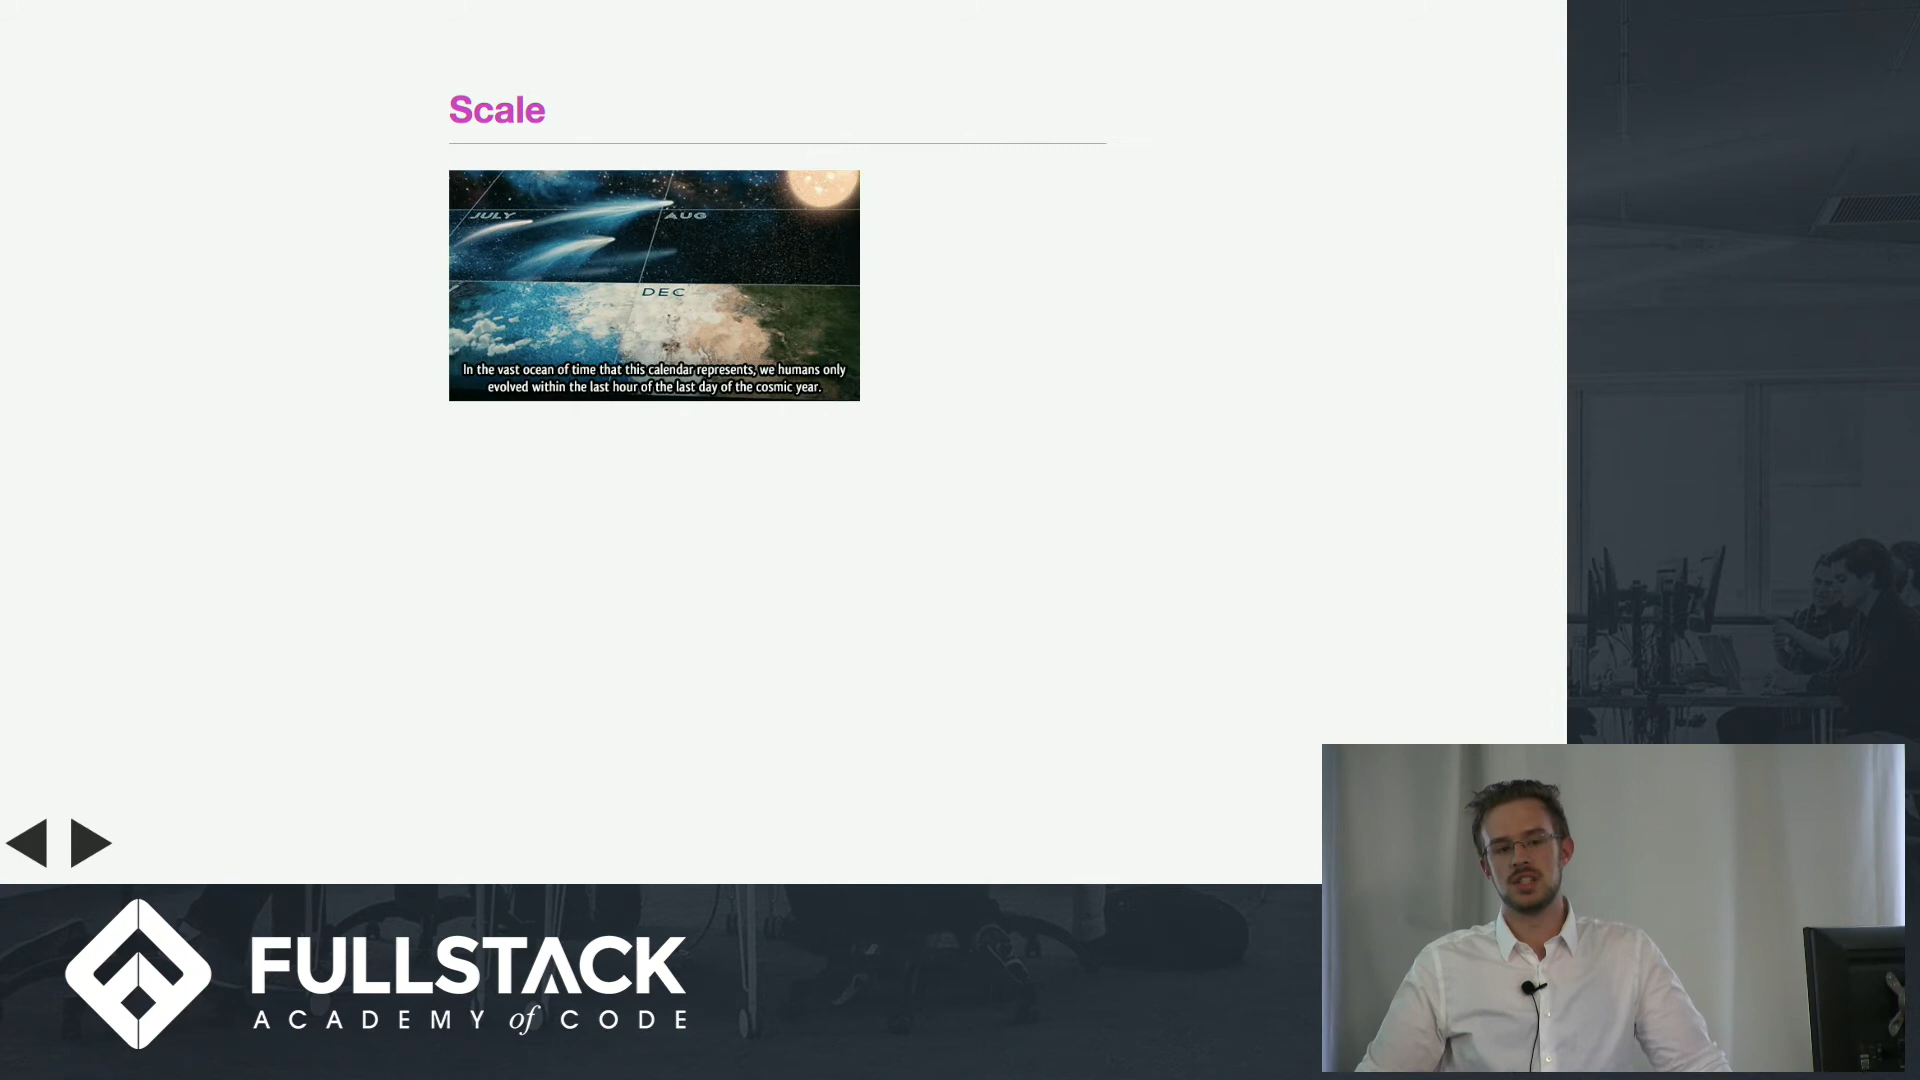 Scale
JULY
AUG
DEC
In the vast ocean of time that this calendar represents, we humans only
evolved within the last hour of the last day of the cosmic year.
FULLSTACK
ACADEMY of CODE